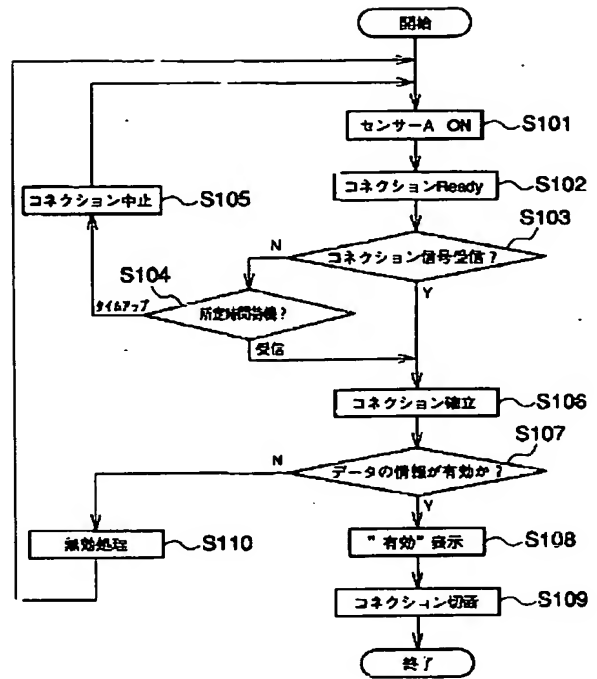 開始
センサーA ON
S101
コネクションReady
S102
コネクション中止
S105
コネクション信号受信?
S103
N
Y
所定時間待機?
S104
タイムアップ
受信
コネクション確立
S106
データの情報が有効か?
S107
N
Y
無効処理
S110
"有効"表示
S108
コネクション切断
S109
終了